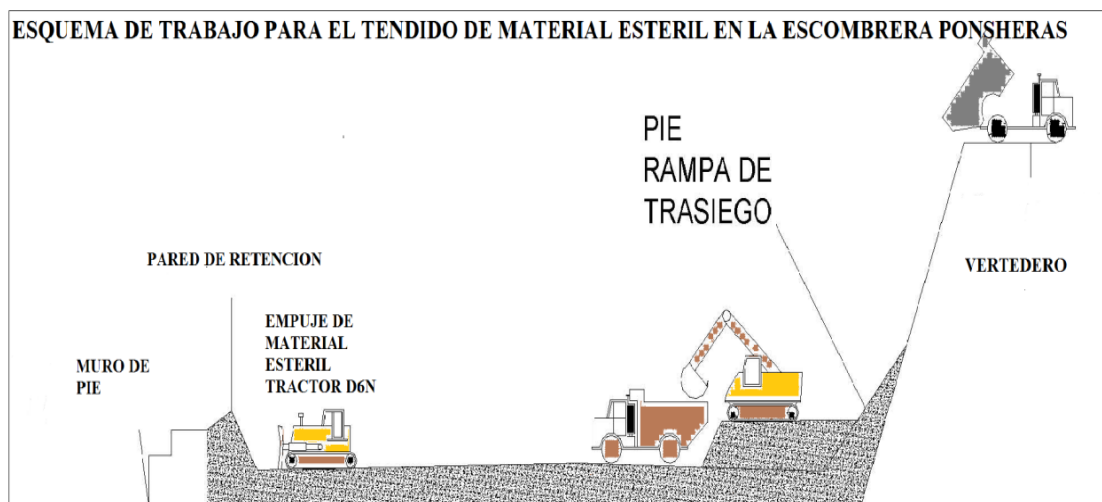 ESQUEMA DE TRABAJO PARA EL TENDIDO DE MATERIAL ESTERIL EN LA ESCOMBRERA PONSHERAS
PIE
RAMPA DE
TRASIEGO
PARED DE RETENCION
VERTEDERO
EMPUJE DE
MATERIAL
ESTERIL
TRACTOR D6N
MURO DE
PIE